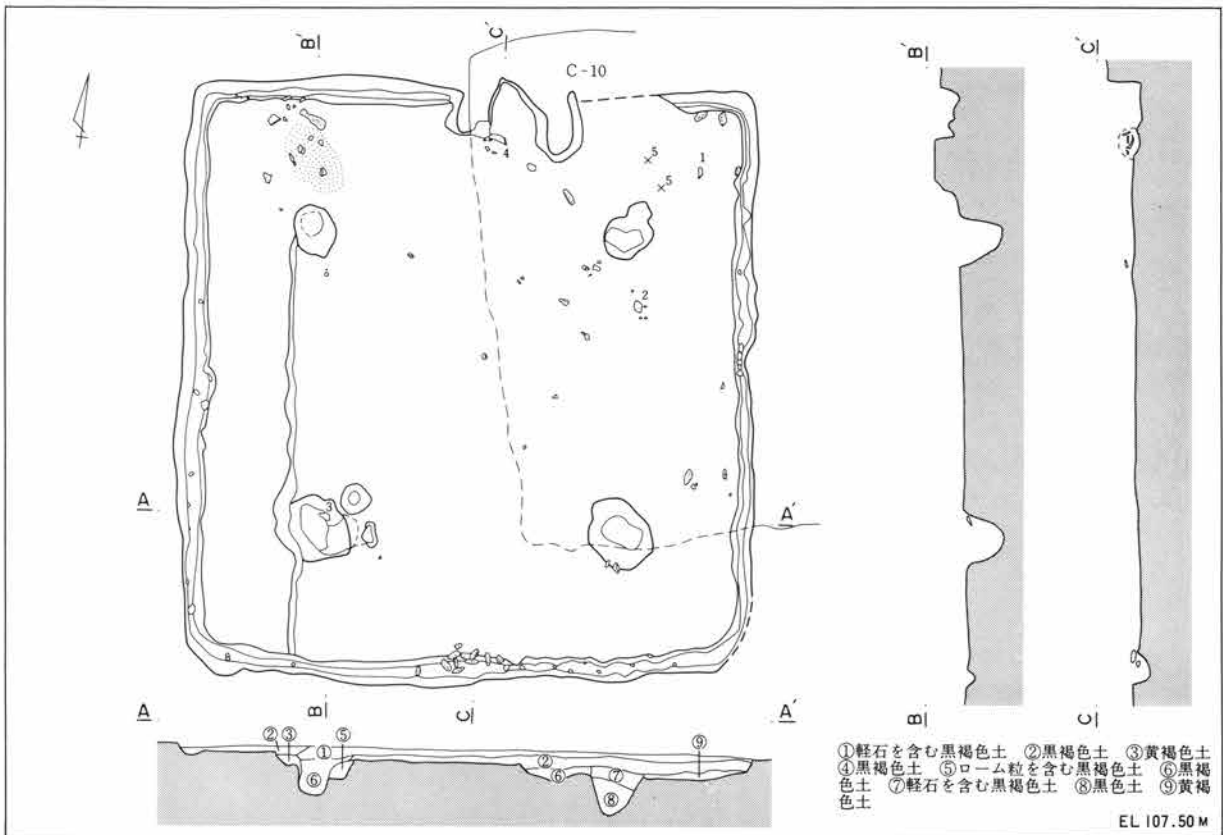 B′
C′
C-10
4
5
5
1
2
3
A
A′
B
C
A
A′
② ③ ① ⑤ ⑥ ② ⑥ ⑦ ⑧ ⑨
B′
C′
B
C
①軽石を含む黒褐色土 ②黒褐色土 ③黄褐色土
④黒褐色土 ⑤ローム粒を含む黒褐色土 ⑥黒褐
色土 ⑦軽石を含む黒褐色土 ⑧黒色土 ⑨黄褐
色土
EL 107.50 M